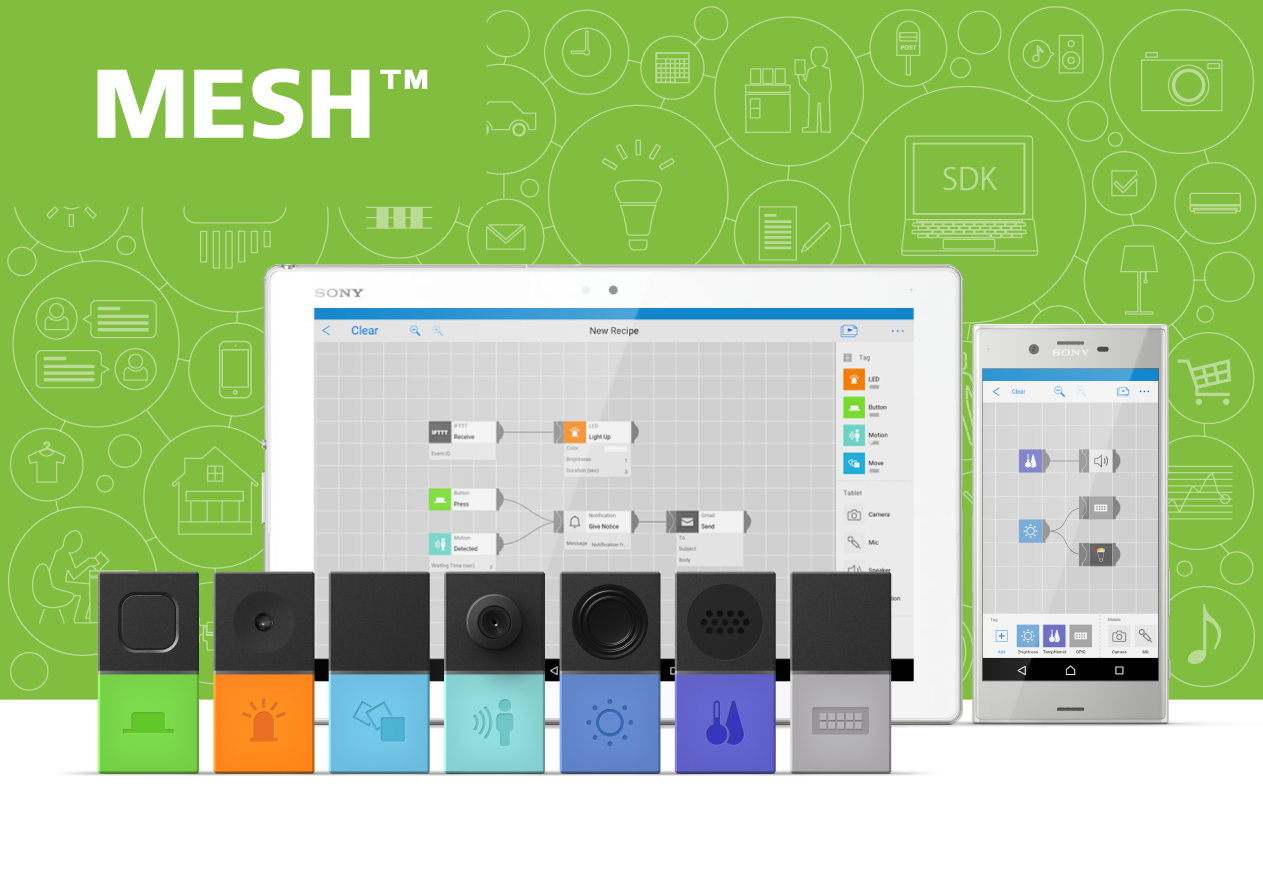 MESH™
POST
SDK
SONY
Clear
New Recipe
Tag
LED
Button
Motion
Move
Tablet
Camera
Mic
Speaker
IFTTT
IFTTT
Receive
Event ID
LED
Light Up
Color
Brightness 1
Duration (sec) 3
Button
Press
Motion
Detected
Waiting Time (sec) 3
Notification
Give Notice
Message Notification fr...
Gmail
Send
To
Subject
Body
SONY
Clear
Tag
Add
Brightness
TempHumid
GPIO
Mobile
Camera
Mic